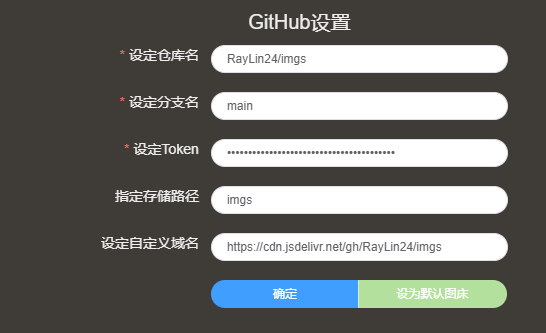 GitHub设置
* 设定仓库名 RayLin24/imgs
* 设定分支名 main
* 设定Token ••••••••••••••••••••••••••••••••••••••••
指定存储路径 imgs
设定自定义域名 https://cdn.jsdelivr.net/gh/RayLin24/imgs
确定 设为默认图床